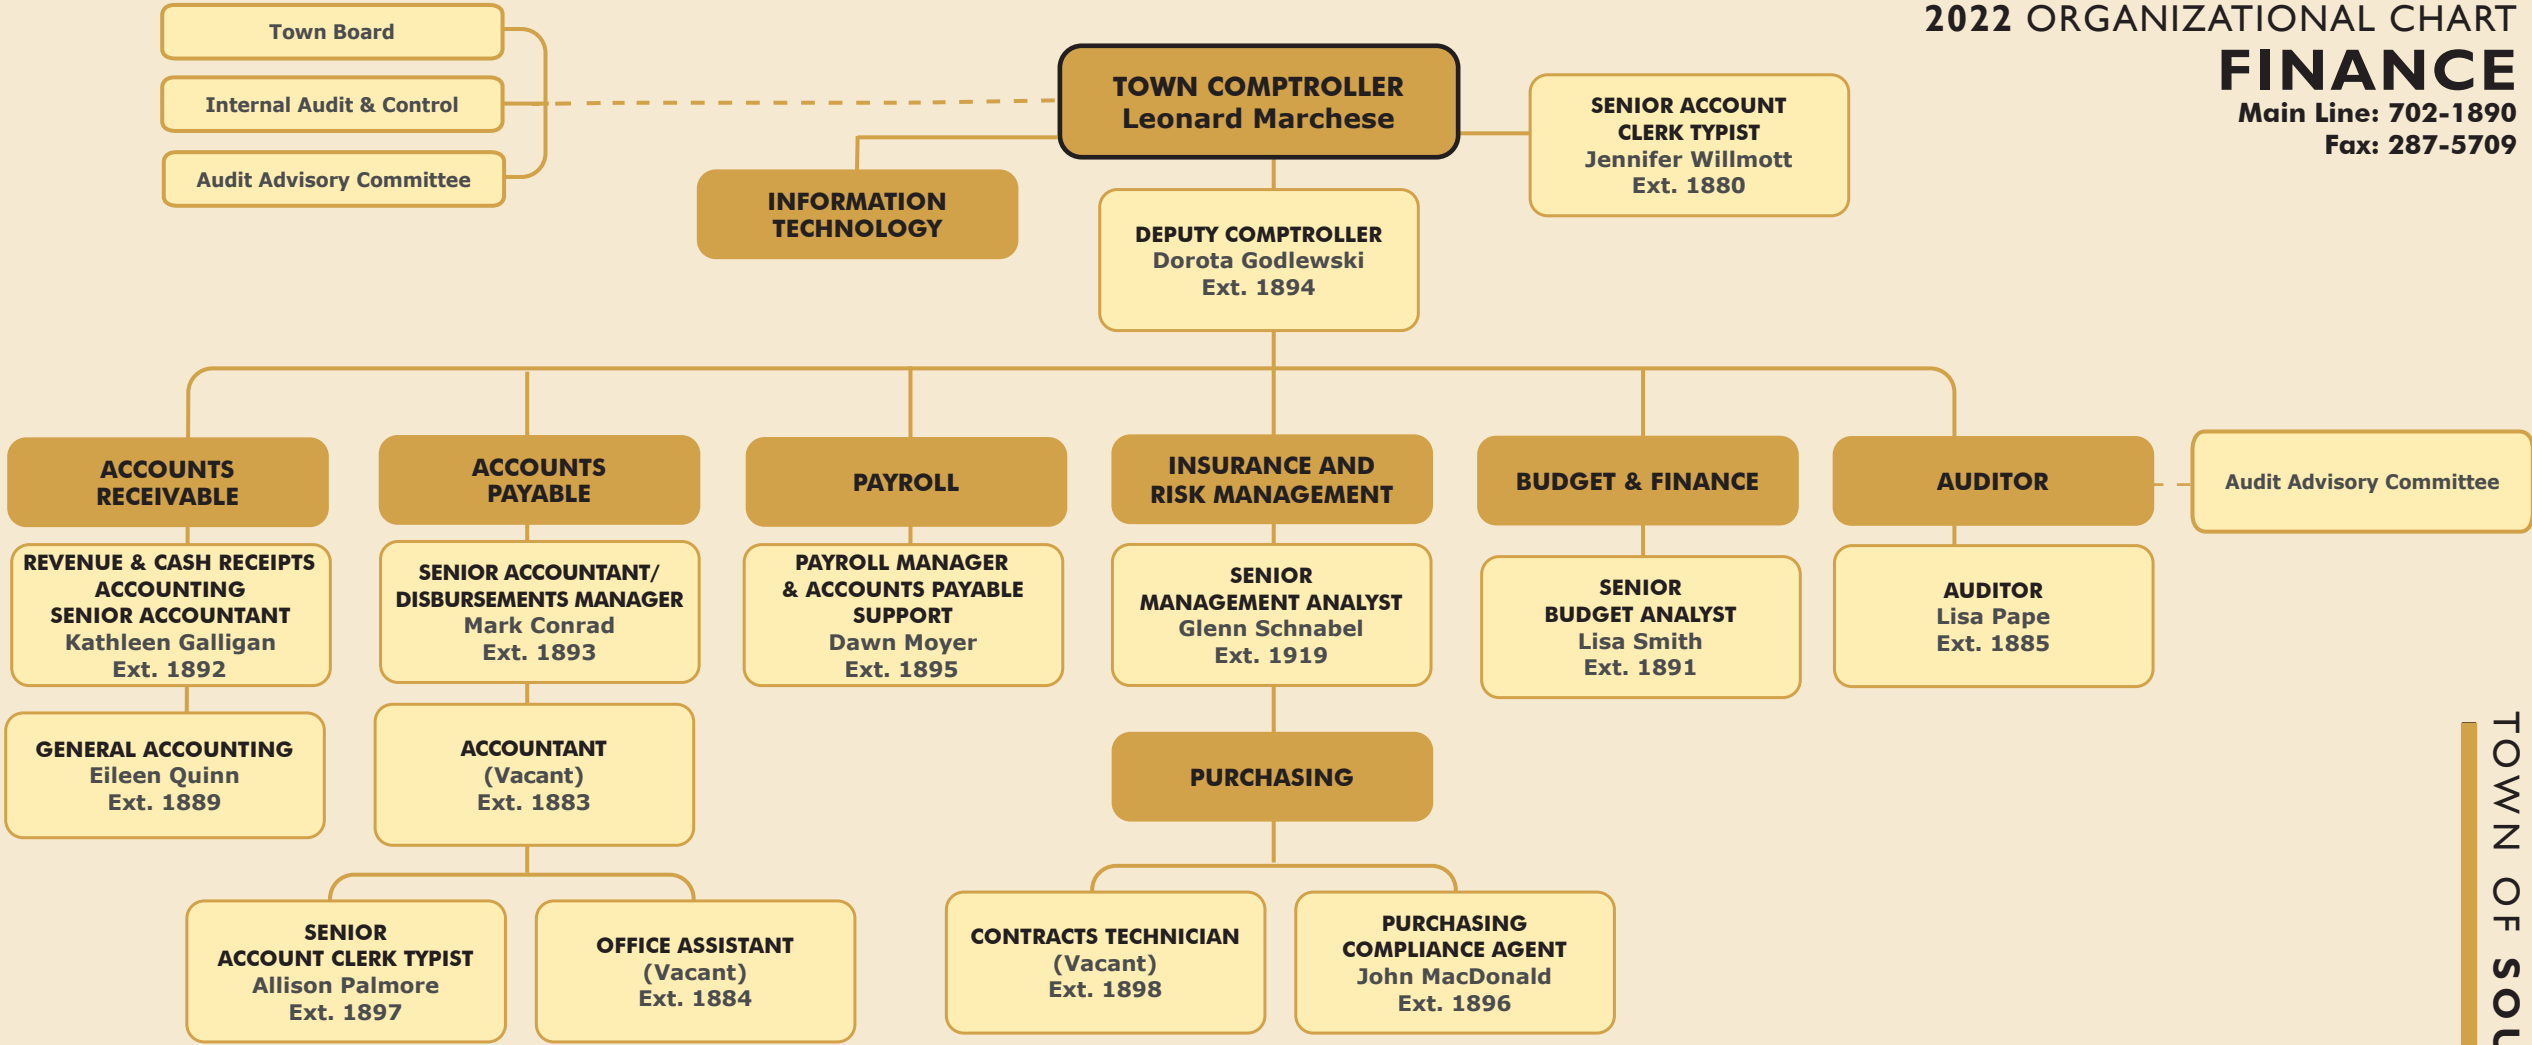 2022 ORGANIZATIONAL CHART
FINANCE
Main Line: 702-1890
Fax: 287-5709
Town Board
Internal Audit & Control
Audit Advisory Committee
TOWN COMPTROLLER
Leonard Marchese
SENIOR ACCOUNT
CLERK TYPIST
Jennifer Willmott
Ext. 1880
INFORMATION
TECHNOLOGY
DEPUTY COMPTROLLER
Dorota Godlewski
Ext. 1894
ACCOUNTS
RECEIVABLE
ACCOUNTS
PAYABLE
PAYROLL
INSURANCE AND
RISK MANAGEMENT
BUDGET & FINANCE
AUDITOR
Audit Advisory Committee
REVENUE & CASH RECEIPTS
ACCOUNTING
SENIOR ACCOUNTANT
Kathleen Galligan
Ext. 1892
SENIOR ACCOUNTANT/
DISBURSEMENTS MANAGER
Mark Conrad
Ext. 1893
PAYROLL MANAGER
& ACCOUNTS PAYABLE
SUPPORT
Dawn Moyer
Ext. 1895
SENIOR
MANAGEMENT ANALYST
Glenn Schnabel
Ext. 1919
SENIOR
BUDGET ANALYST
Lisa Smith
Ext. 1891
AUDITOR
Lisa Pape
Ext. 1885
GENERAL ACCOUNTING
Eileen Quinn
Ext. 1889
ACCOUNTANT
(Vacant)
Ext. 1883
PURCHASING
SENIOR
ACCOUNT CLERK TYPIST
Allison Palmore
Ext. 1897
OFFICE ASSISTANT
(Vacant)
Ext. 1884
CONTRACTS TECHNICIAN
(Vacant)
Ext. 1898
PURCHASING
COMPLIANCE AGENT
John MacDonald
Ext. 1896
TOWN OF